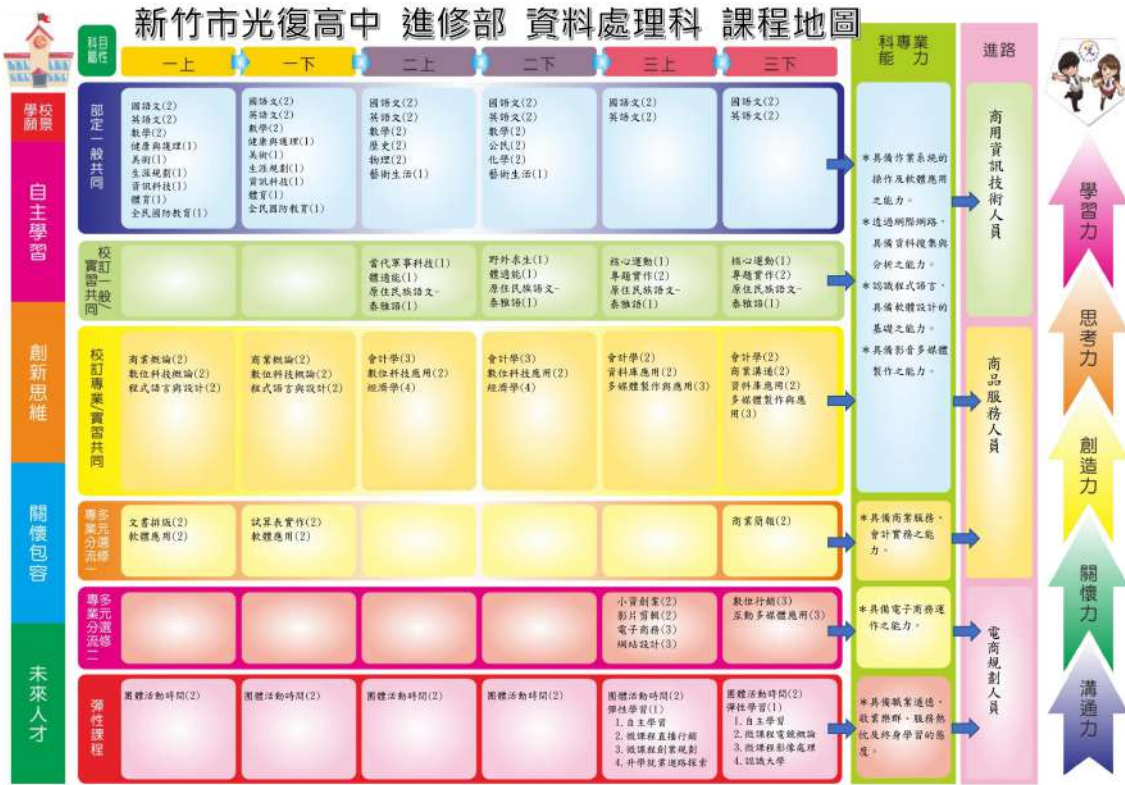 新竹市光復高中 進修部 資料處理科 課程地圖
科目
屬性
一上
一下
二上
二下
三上
三下
科專業
能 力
進路
學校
願景
自主學習
創新思維
關懷包容
未來人才
部定一般共同
國語文(2)
英語文(2)
數學(2)
健康與護理(1)
美術(1)
生涯規劃(1)
資訊科技(1)
體育(1)
全民國防教育(1)
國語文(2)
英語文(2)
數學(2)
健康與護理(1)
美術(1)
生涯規劃(1)
資訊科技(1)
體育(1)
全民國防教育(1)
國語文(2)
英語文(2)
數學(2)
歷史(2)
物理(2)
藝術生活(1)
國語文(2)
英語文(2)
數學(2)
公民(2)
化學(2)
藝術生活(1)
國語文(2)
英語文(2)
國語文(2)
英語文(2)
校訂一般/
實習共同
當代軍事科技(1)
體適能(1)
原住民族語文-
泰雅語(1)
野外求生(1)
體適能(1)
原住民族語文-
泰雅語(1)
核心運動(1)
專題實作(2)
原住民族語文-
泰雅語(1)
核心運動(1)
專題實作(2)
原住民族語文-
泰雅語(1)
校訂專業/實習共同
商業概論(2)
數位科技概論(2)
程式語言與設計(2)
商業概論(2)
數位科技概論(2)
程式語言與設計(2)
會計學(3)
數位科技應用(2)
經濟學(4)
會計學(3)
數位科技應用(2)
經濟學(4)
會計學(2)
資料庫應用(2)
多媒體製作與應用(3)
會計學(2)
商業溝通(2)
資料庫應用(2)
多媒體製作與應
用(3)
多元選修
專業分流一
文書排版(2)
軟體應用(2)
試算表實作(2)
軟體應用(2)
商業簡報(2)
多元選修
專業分流二
小資創業(2)
影片剪輯(2)
電子商務(3)
網站設計(3)
數位行銷(3)
互動多媒體應用(3)
彈性課程
團體活動時間(2)
團體活動時間(2)
團體活動時間(2)
團體活動時間(2)
團體活動時間(2)
彈性學習(1)
1.自主學習
2.微課程直播行銷
3.微課程創業規劃
4.升學就業進路探索
團體活動時間(2)
彈性學習(1)
1.自主學習
2.微課程電競概論
3.微課程影像處理
4.認識大學
*具備作業系統的
操作及軟體應用
之能力。
*透過網際網路,
具備資料搜集與
分析之能力。
*認識程式語言,
具備軟體設計的
基礎之能力。
*具備影音多媒體
製作之能力。
*具備商業服務、
會計實務之能
力。
*具備電子商務運
作之能力。
*具備職業道德、
敬業樂群、服務熱
忱及終身學習的態
度。
商用資訊技術人員
商品服務人員
電商規劃人員
學習力
思考力
創造力
關懷力
溝通力